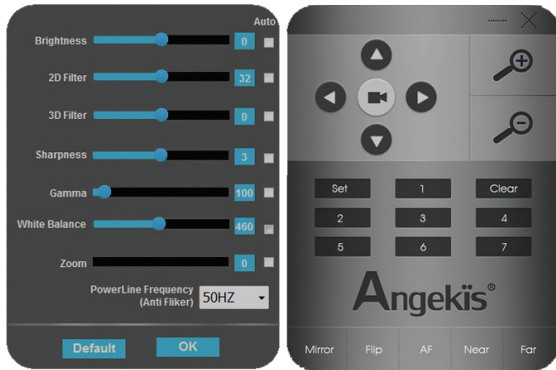 Auto
Brightness 0
2D Filter 32
3D Filter 0
Sharpness 3
Gamma 100
White Balance 460
Zoom 0
PowerLine Frequency
(Anti Fliker) 50HZ
Default OK
Set 1 Clear
2 3 4
5 6 7
Angekïs®
Mirror Flip AF Near Far